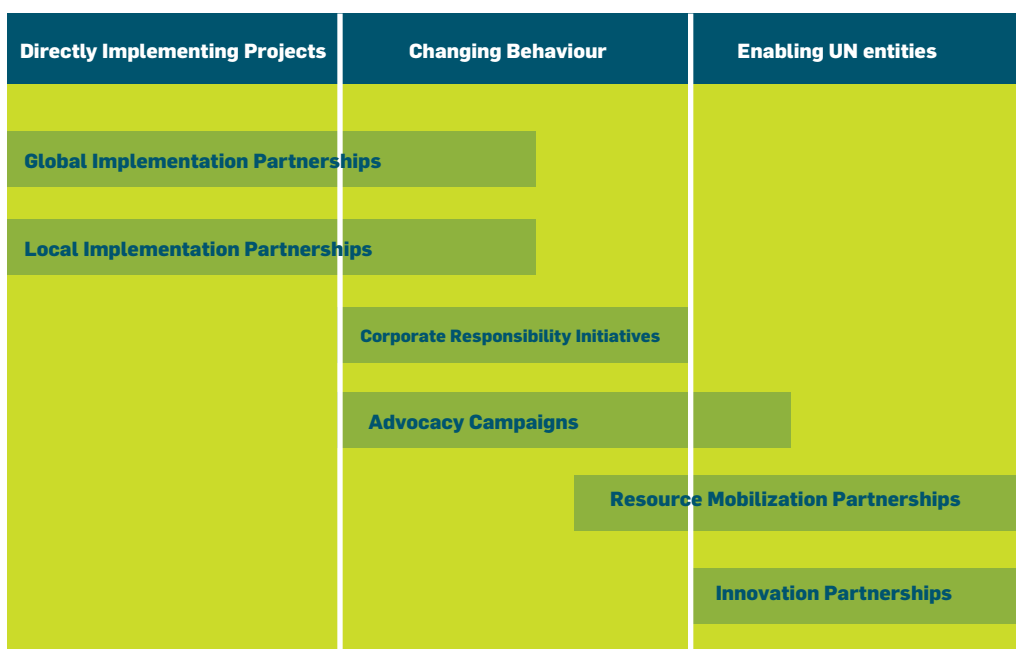 Directly Implementing Projects
Changing Behaviour
Enabling UN entities
Global Implementation Partnerships
Local Implementation Partnerships
Corporate Responsibility Initiatives
Advocacy Campaigns
Resource Mobilization Partnerships
Innovation Partnerships